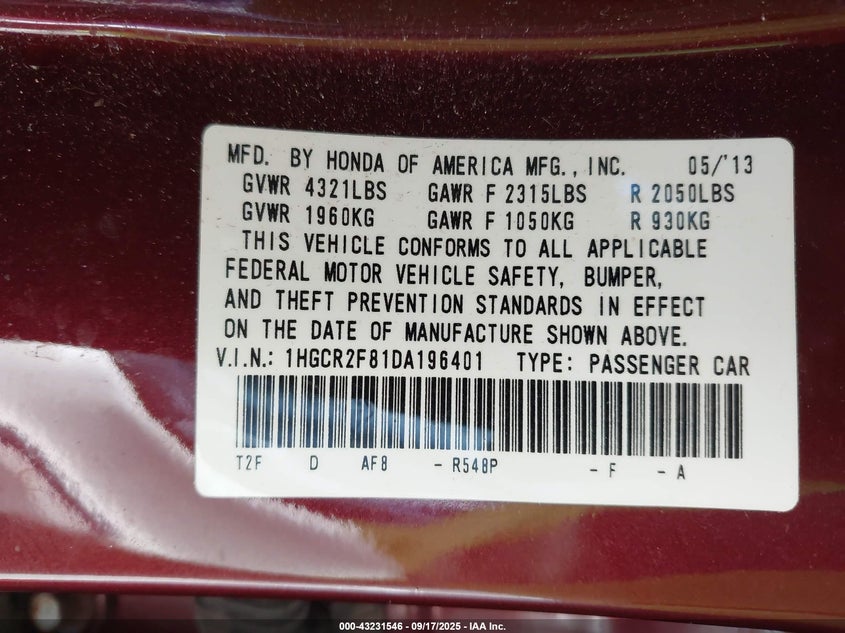 MFD. BY HONDA OF AMERICA MFG., INC. 05/'13
GVWR 4321LBS GAWR F 2315LBS R 2050LBS
GVWR 1960KG GAWR F 1050KG R 930KG
THIS VEHICLE CONFORMS TO ALL APPLICABLE
FEDERAL MOTOR VEHICLE SAFETY, BUMPER,
AND THEFT PREVENTION STANDARDS IN EFFECT
ON THE DATE OF MANUFACTURE SHOWN ABOVE.
V.I.N.: 1HGCR2F81DA196401 TYPE: PASSENGER CAR
T2F D AF8 - R548P - F - A
000-43231546 - 09/17/2025 - IAA Inc.